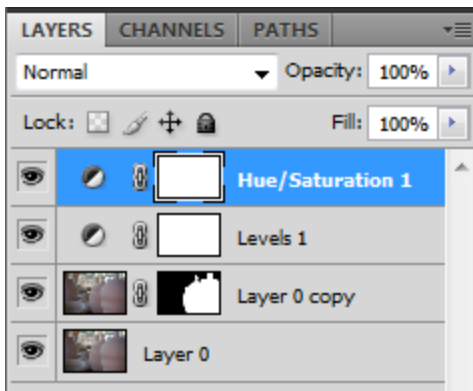 LAYERS CHANNELS PATHS
Normal Opacity: 100%
Lock: Fill: 100%
Hue/Saturation 1
Levels 1
Layer 0 copy
Layer 0